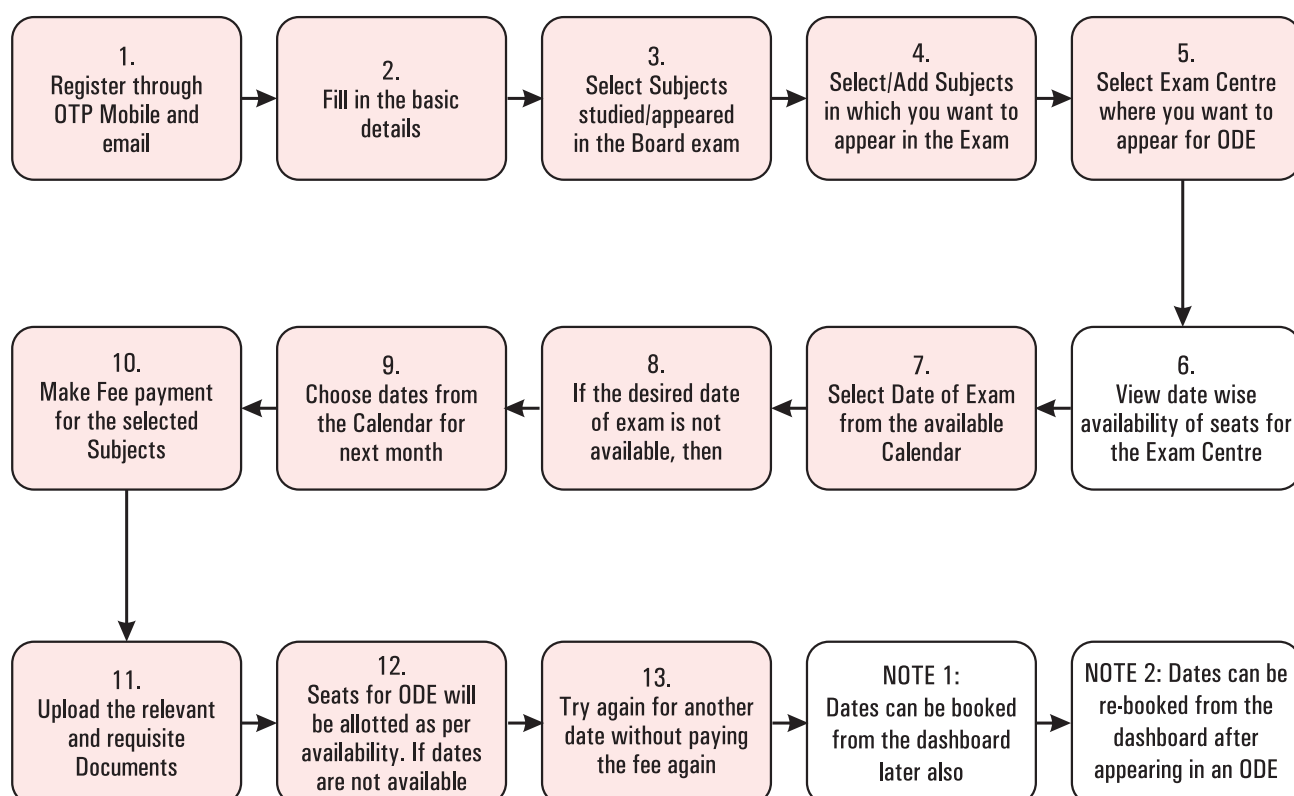 1.
Register through
OTP Mobile and
email
2.
Fill in the basic
details
3.
Select Subjects
studied/appeared
in the Board exam
4.
Select/Add Subjects
in which you want to
appear in the Exam
5.
Select Exam Centre
where you want to
appear for ODE
6.
View date wise
availability of seats for
the Exam Centre
7.
Select Date of Exam
from the available
Calendar
8.
If the desired date
of exam is not
available, then
9.
Choose dates from
the Calendar for
next month
10.
Make Fee payment
for the selected
Subjects
11.
Upload the relevant
and requisite
Documents
12.
Seats for ODE will
be allotted as per
availability. If dates
are not available
13.
Try again for another
date without paying
the fee again
NOTE 1:
Dates can be booked
from the dashboard
later also
NOTE 2: Dates can be
re-booked from the
dashboard after
appearing in an ODE